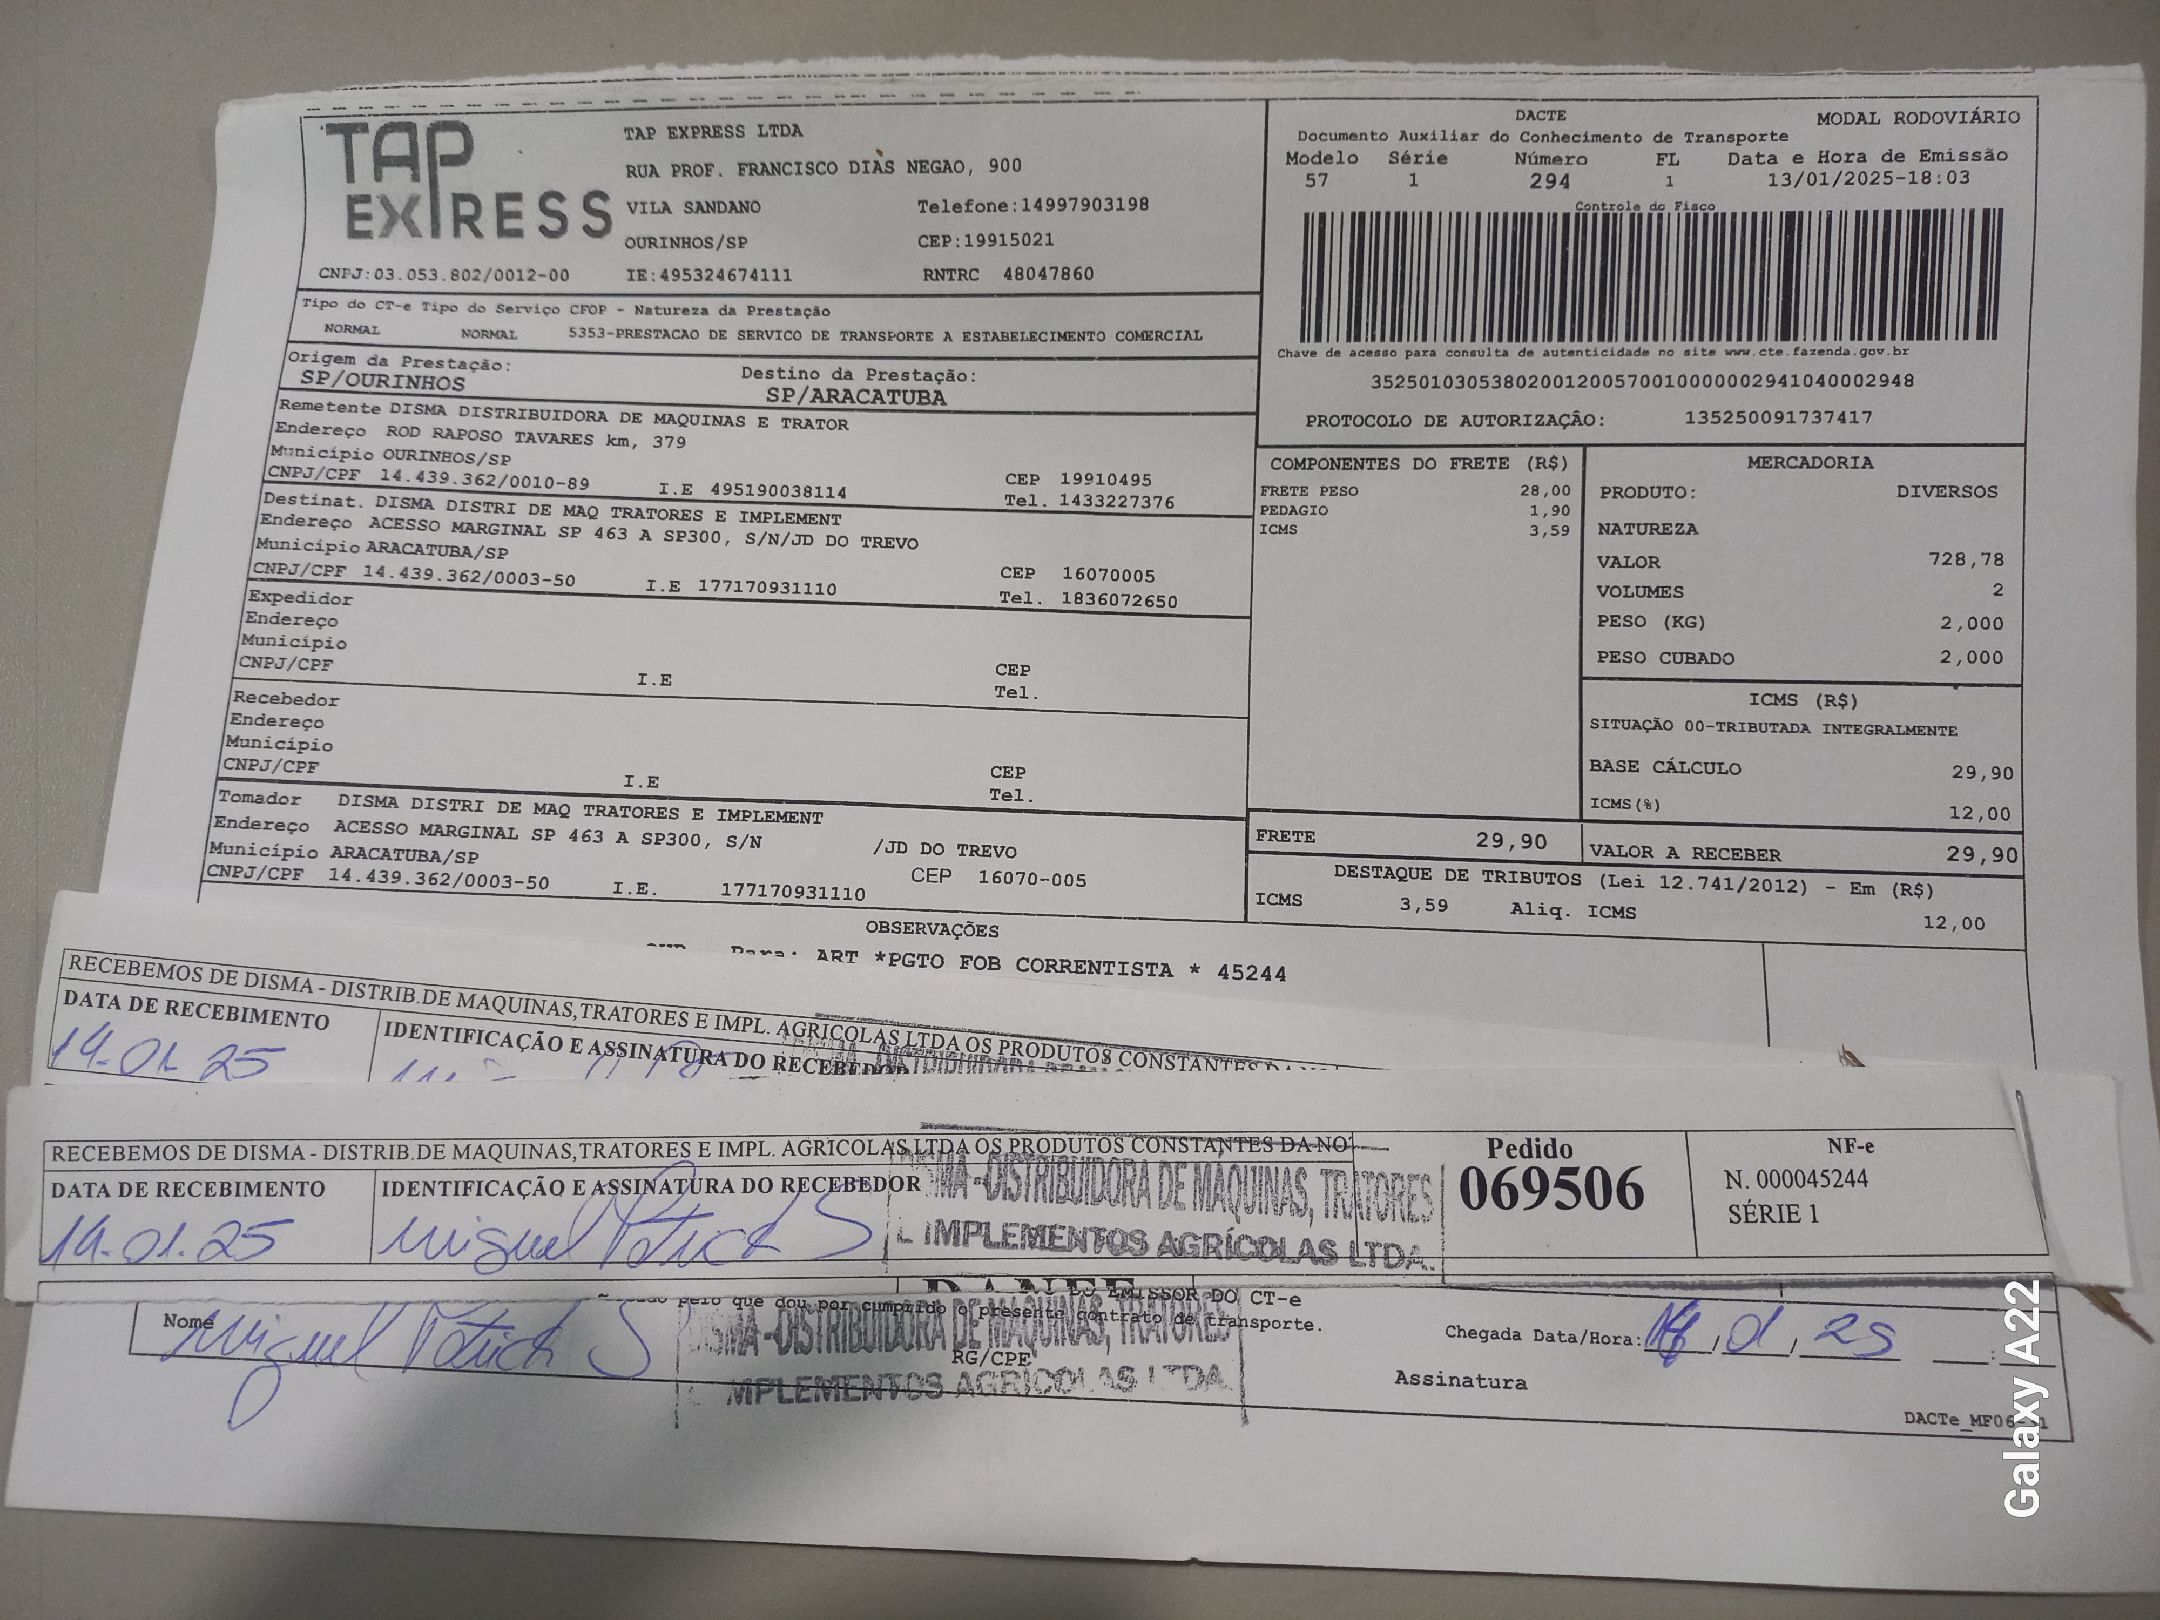 TAP EXPRESS
TAP EXPRESS LTDA
RUA PROF. FRANCISCO DIAS NEGAO, 900
VILA SANDANO Telefone:14997903198
OURINHOS/SP CEP:19915021
CNPJ:03.053.802/0012-00 IE:495324674111 RNTRC 48047860
DACTE MODAL RODOVIÁRIO
Documento Auxiliar do Conhecimento de Transporte
Modelo Série Número FL Data e Hora de Emissão
57 1 294 1 13/01/2025-18:03
Controle do Fisco
Chave de acesso para consulta de autenticidade no site www.cte.fazenda.gov.br
35250103053802001200570010000002941040002948
PROTOCOLO DE AUTORIZAÇÃO: 135250091737417
Tipo do CT-e Tipo do Serviço CFOP - Natureza da Prestação
NORMAL NORMAL 5353-PRESTACAO DE SERVICO DE TRANSPORTE A ESTABELECIMENTO COMERCIAL
Origem da Prestação: Destino da Prestação:
SP/OURINHOS SP/ARACATUBA
Remetente DISMA DISTRIBUIDORA DE MAQUINAS E TRATOR
Endereço ROD RAPOSO TAVARES km, 379
Município OURINHOS/SP CEP 19910495
CNPJ/CPF 14.439.362/0010-89 I.E 495190038114 Tel. 1433227376
Destinat. DISMA DISTRI DE MAQ TRATORES E IMPLEMENT
Endereço ACESSO MARGINAL SP 463 A SP300, S/N/JD DO TREVO
Município ARACATUBA/SP CEP 16070005
CNPJ/CPF 14.439.362/0003-50 I.E 177170931110 Tel. 1836072650
Expedidor
Endereço
Município CEP
CNPJ/CPF I.E Tel.
Recebedor
Endereço
Município CEP
CNPJ/CPF I.E Tel.
Tomador DISMA DISTRI DE MAQ TRATORES E IMPLEMENT
Endereço ACESSO MARGINAL SP 463 A SP300, S/N /JD DO TREVO
Município ARACATUBA/SP CEP 16070-005
CNPJ/CPF 14.439.362/0003-50 I.E. 177170931110
COMPONENTES DO FRETE (R$)
FRETE PESO 28,00
PEDAGIO 1,90
ICMS 3,59
MERCADORIA
PRODUTO: DIVERSOS
NATUREZA
VALOR 728,78
VOLUMES 2
PESO (KG) 2,000
PESO CUBADO 2,000
ICMS (R$)
SITUAÇÃO 00-TRIBUTADA INTEGRALMENTE
BASE CÁLCULO 29,90
ICMS(%) 12,00
FRETE 29,90 VALOR A RECEBER 29,90
DESTAQUE DE TRIBUTOS (Lei 12.741/2012) - Em (R$)
ICMS 3,59 Aliq. ICMS 12,00
OBSERVAÇÕES
Para: ART *PGTO FOB CORRENTISTA * 45244
RECEBEMOS DE DISMA - DISTRIB.DE MAQUINAS,TRATORES E IMPL. AGRICOLAS LTDA OS PRODUTOS CONSTANTES
DATA DE RECEBIMENTO IDENTIFICAÇÃO E ASSINATURA DO RECEBEDOR
14.01.25
RECEBEMOS DE DISMA - DISTRIB.DE MAQUINAS,TRATORES E IMPL. AGRICOLAS LTDA OS PRODUTOS CONSTANTES DA NO
DATA DE RECEBIMENTO IDENTIFICAÇÃO E ASSINATURA DO RECEBEDOR
14.01.25 Miguel Patrick S
DISMA-DISTRIBUIDORA DE MAQUINAS, TRATORES
E IMPLEMENTOS AGRÍCOLAS LTDA.
Pedido
069506
NF-e
N. 000045244
SÉRIE 1
DANFE
EMISSOR DO CT-e
pelo que dou por cumprido o presente contrato de transporte.
Nome Miguel Patrick S
DISMA-DISTRIBUIDORA DE MAQUINAS, TRATORES
IMPLEMENTOS AGRÍCOLAS LTDA
RG/CPF
Chegada Data/Hora: 14, 01, 25 :
Assinatura
Galaxy A22